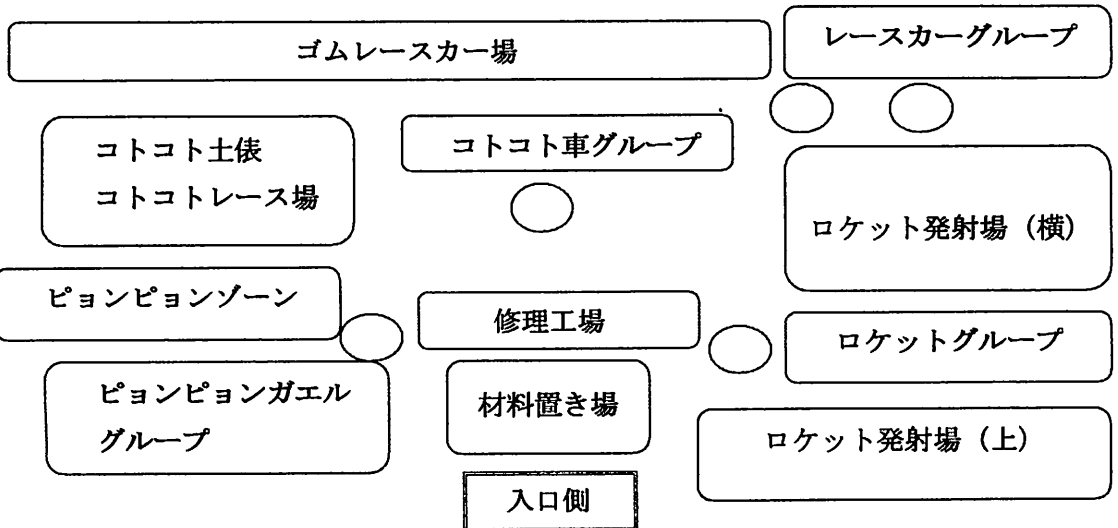 ゴムレースカー場
レースカーグループ
コトコト土俵
コトコトレース場
コトコト車グループ
ロケット発射場（横）
ピョンピョンゾーン
修理工場
ロケットグループ
ピョンピョンガエル
グループ
材料置き場
ロケット発射場（上）
入口側